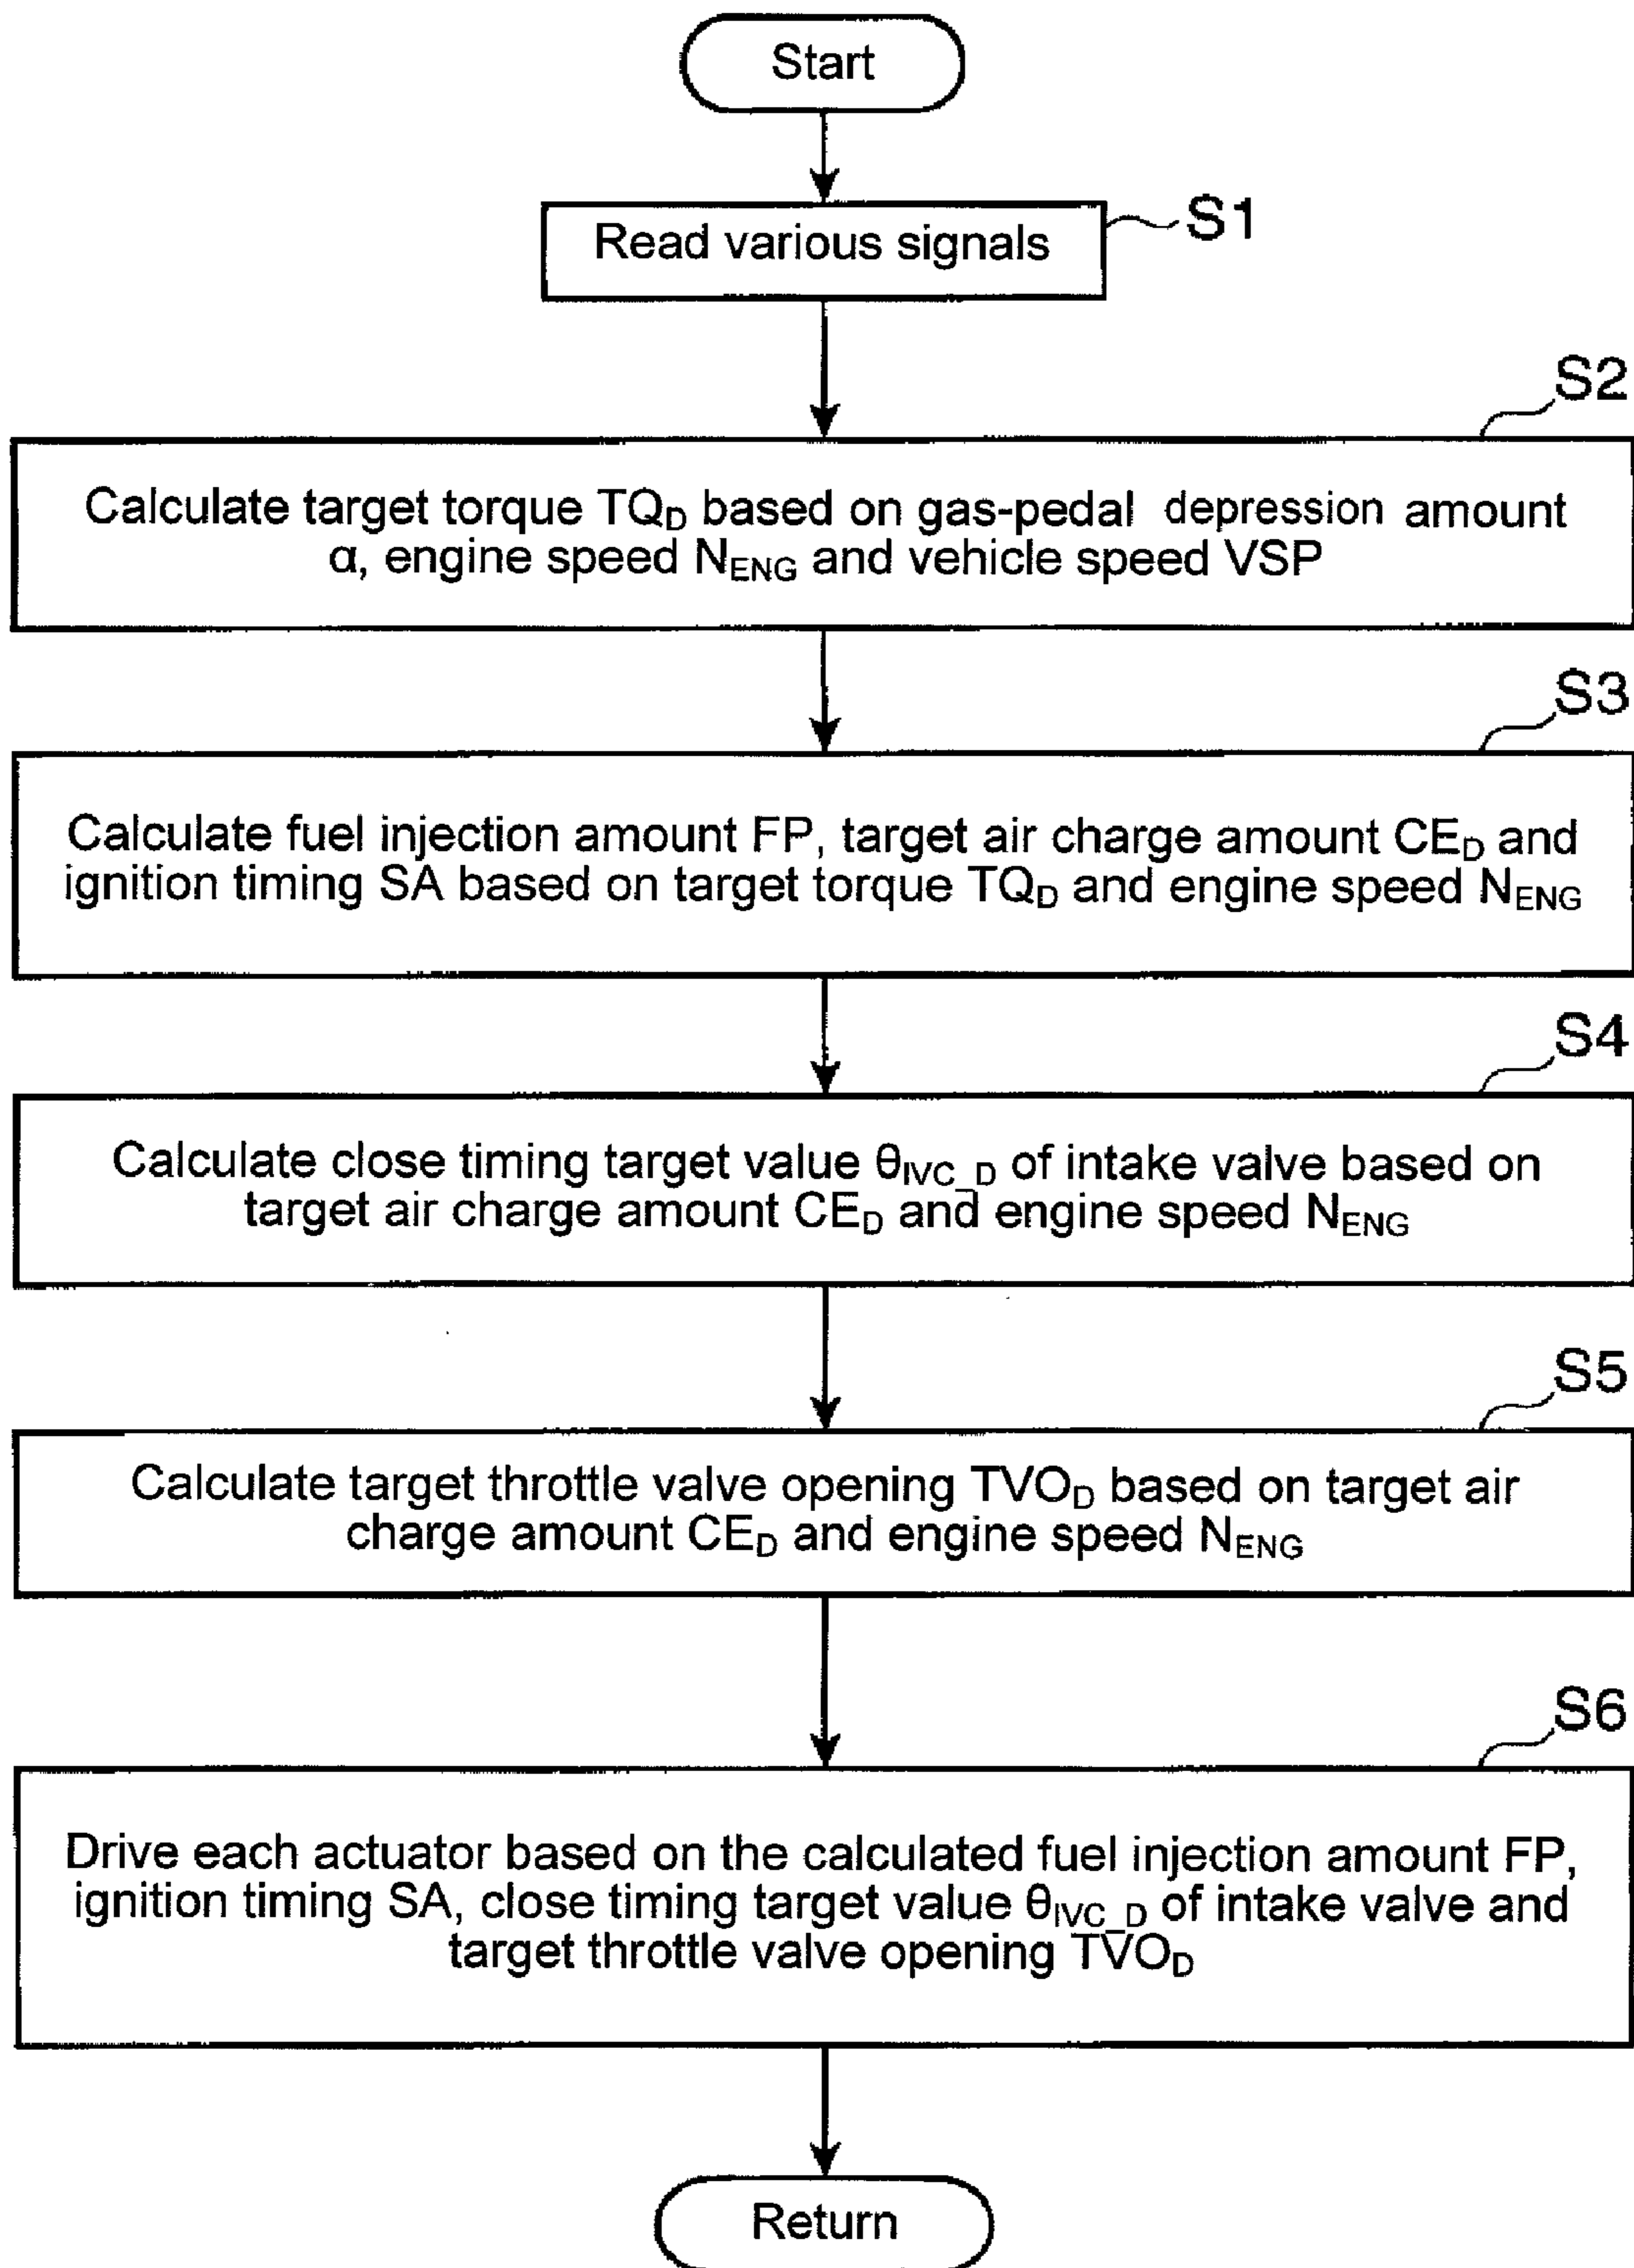 Start
Read various signals
S1
S2
Calculate target torque TQD based on gas-pedal depression amount
α, engine speed NENG and vehicle speed VSP
S3
Calculate fuel injection amount FP, target air charge amount CED and
ignition timing SA based on target torque TQD and engine speed NENG
S4
Calculate close timing target value θIVC_D of intake valve based on
target air charge amount CED and engine speed NENG
S5
Calculate target throttle valve opening TVOD based on target air
charge amount CED and engine speed NENG
S6
Drive each actuator based on the calculated fuel injection amount FP,
ignition timing SA, close timing target value θIVC_D of intake valve and
target throttle valve opening TVOD
Return